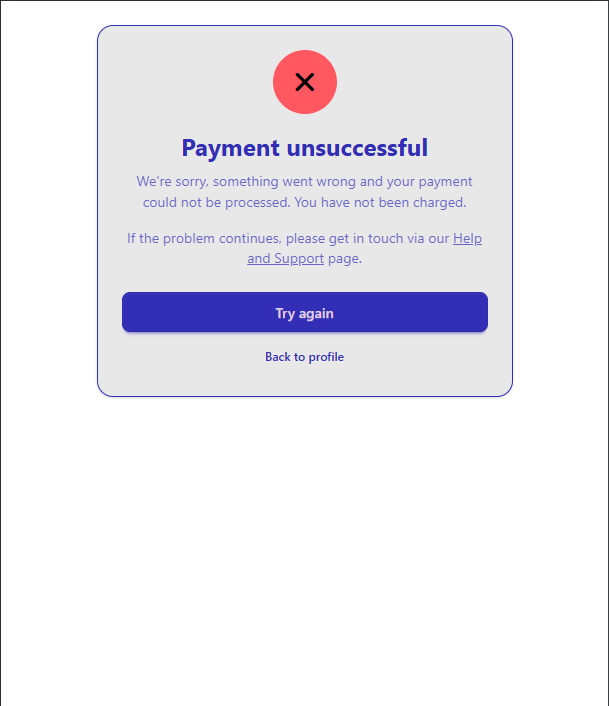 Payment unsuccessful
We're sorry, something went wrong and your payment
could not be processed. You have not been charged.
If the problem continues, please get in touch via our Help
and Support page.
Try again
Back to profile